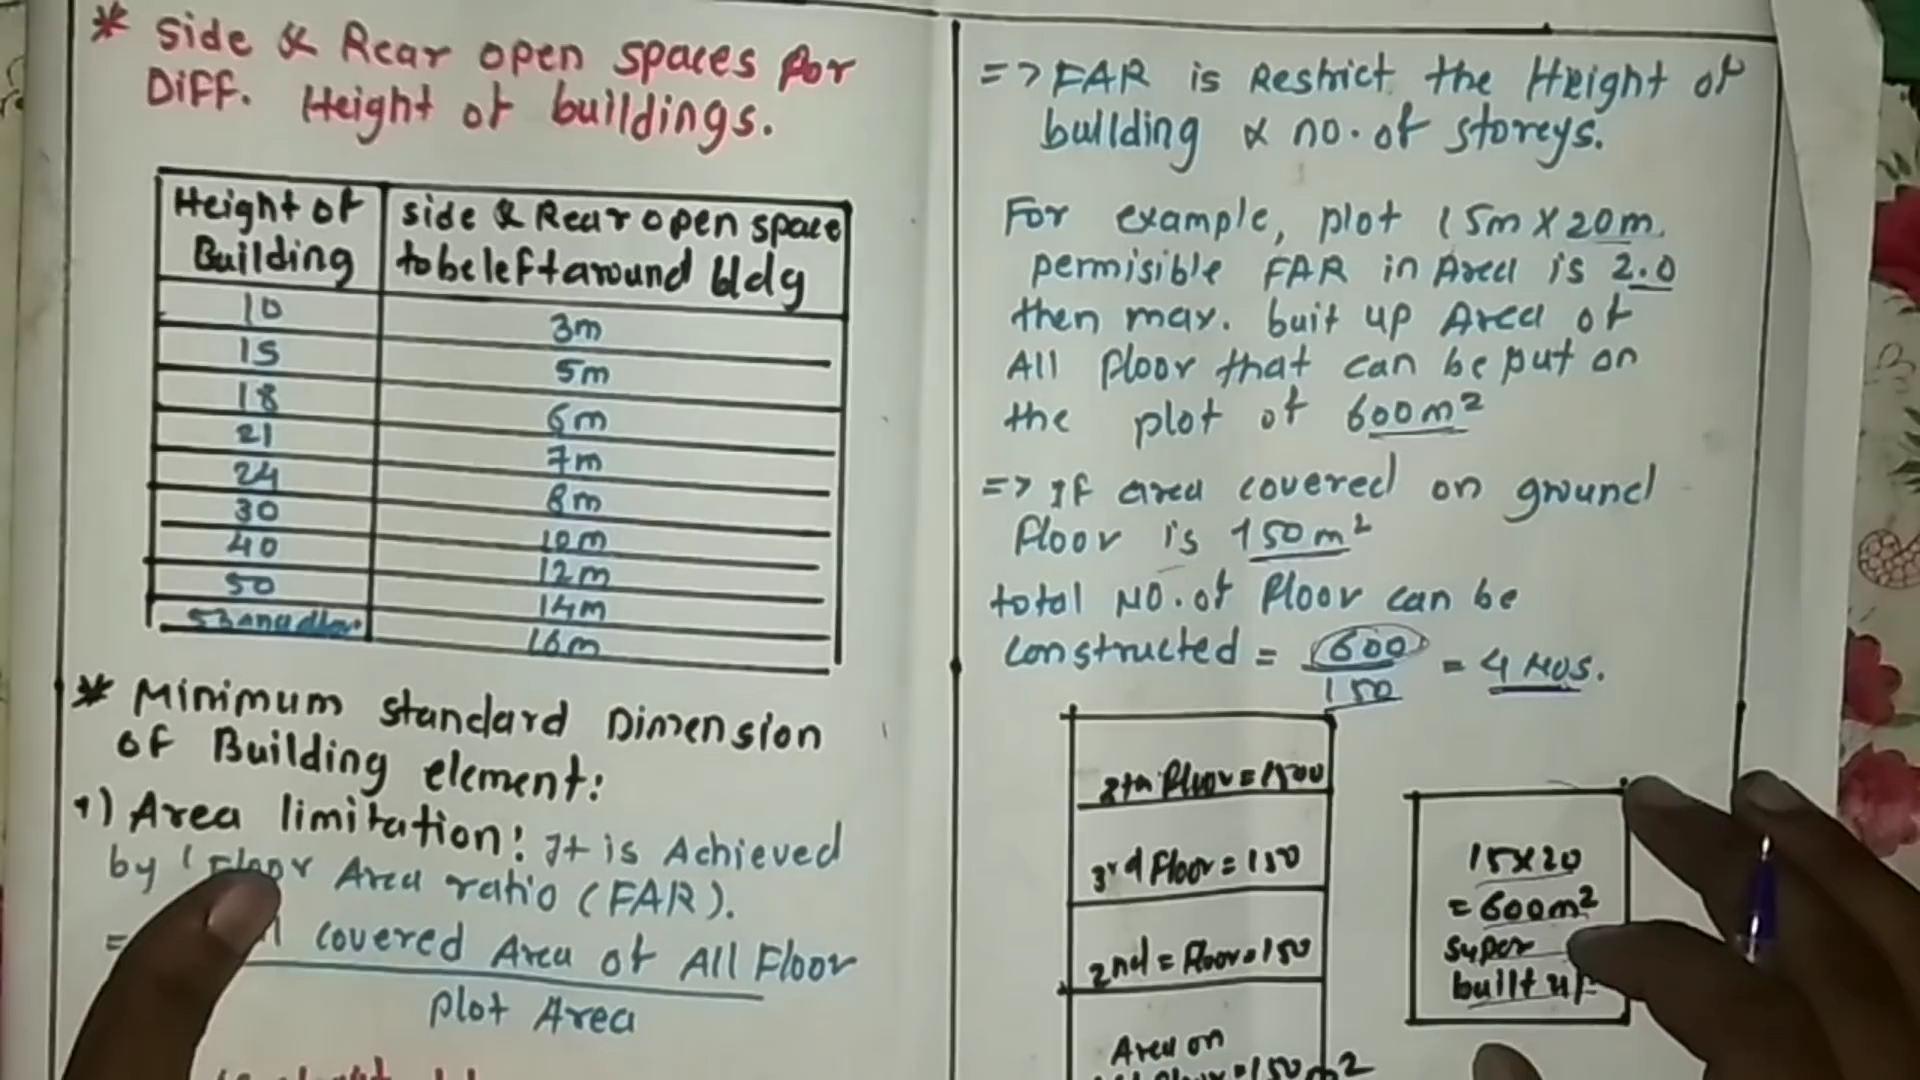 * Side & Rear open spaces for
Diff. Height of buildings.
Height of Building | side & Rear open space to be left around bldg
10 | 3m
15 | 5m
18 | 6m
21 | 7m
24 | 8m
30 | 10m
40 | 12m
50 | 14m
16m
* Minimum standard Dimension
of Building element:
1) Area limitation: It is Achieved
by (Floor Area ratio (FAR).
= covered Area of All Floor
plot Area
=> FAR is Restrict the Height of
building & no. of storeys.
For example, plot 15m X 20m.
permisible FAR in Area is 2.0
then max. buit up Area of
All floor that can be put on
the plot of 600m²
=> If area covered on ground
floor is 150m²
total NO. of floor can be
constructed = 600/150 = 4 Nos.
floor = 1500
3rd Floor = 150
2nd = floor = 150
Area on
= 150m²
15x20
= 600m²
super
built up